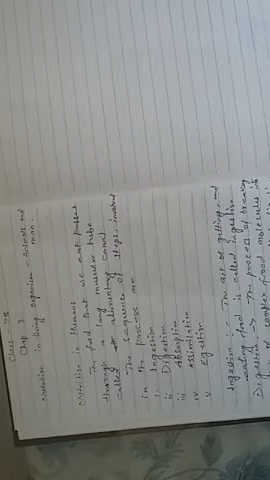 Class - 7th
Chap 2
Nutrition in living organism - Animals and
man.
Nutrition in Humans
The food that we eat passes
through a long muscular tube
called alimentary canal
The sequence of steps, involved
in the process are
i Ingestion
ii Digestion
iii Absorption
iv Assimilation
v Egestion
Ingestion :- The act of getting, and
eating food is called ingestion
Digestion → The process of breaking
of complex food molecules in